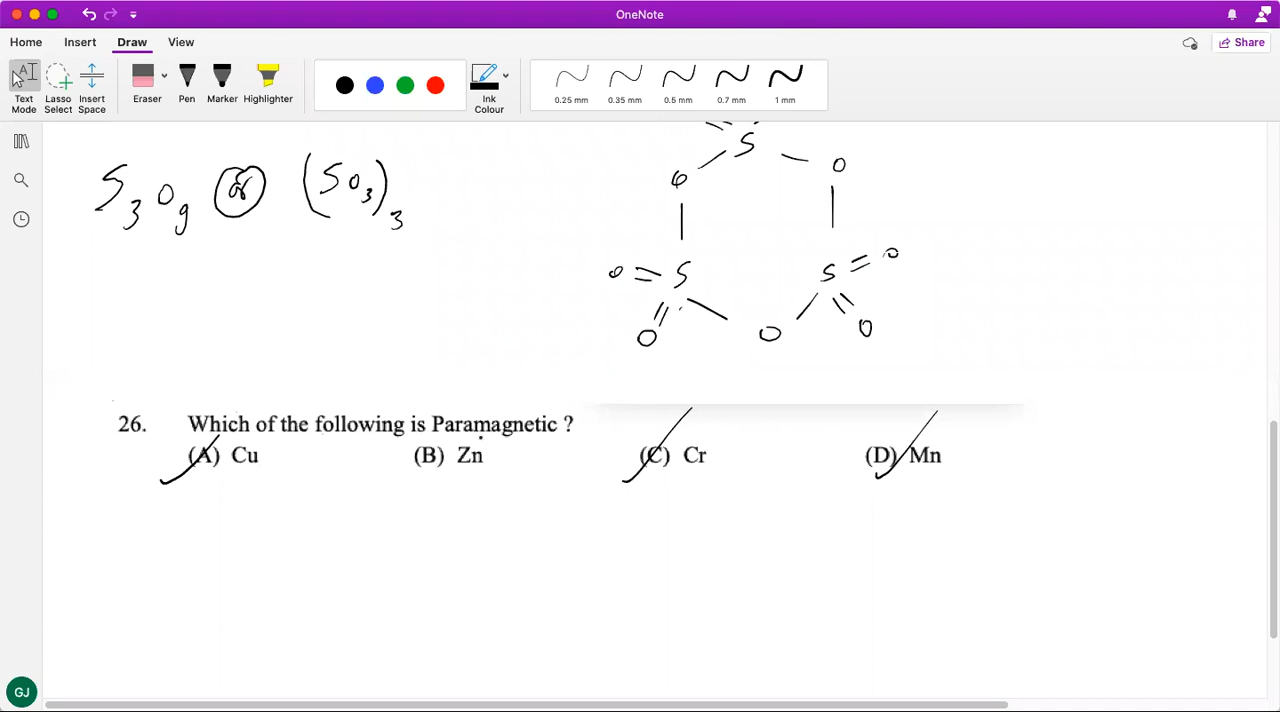 OneNote
Home Insert Draw View Share
Text Mode Lasso Select Insert Space Eraser Pen Marker Highlighter Ink Colour 0.25 mm 0.35 mm 0.5 mm 0.7 mm 1 mm
S
S3O9 or (SO3)3
O O
O = S S = O
O O O
26. Which of the following is Paramagnetic ?
(A) Cu (B) Zn (C) Cr (D) Mn
GJ